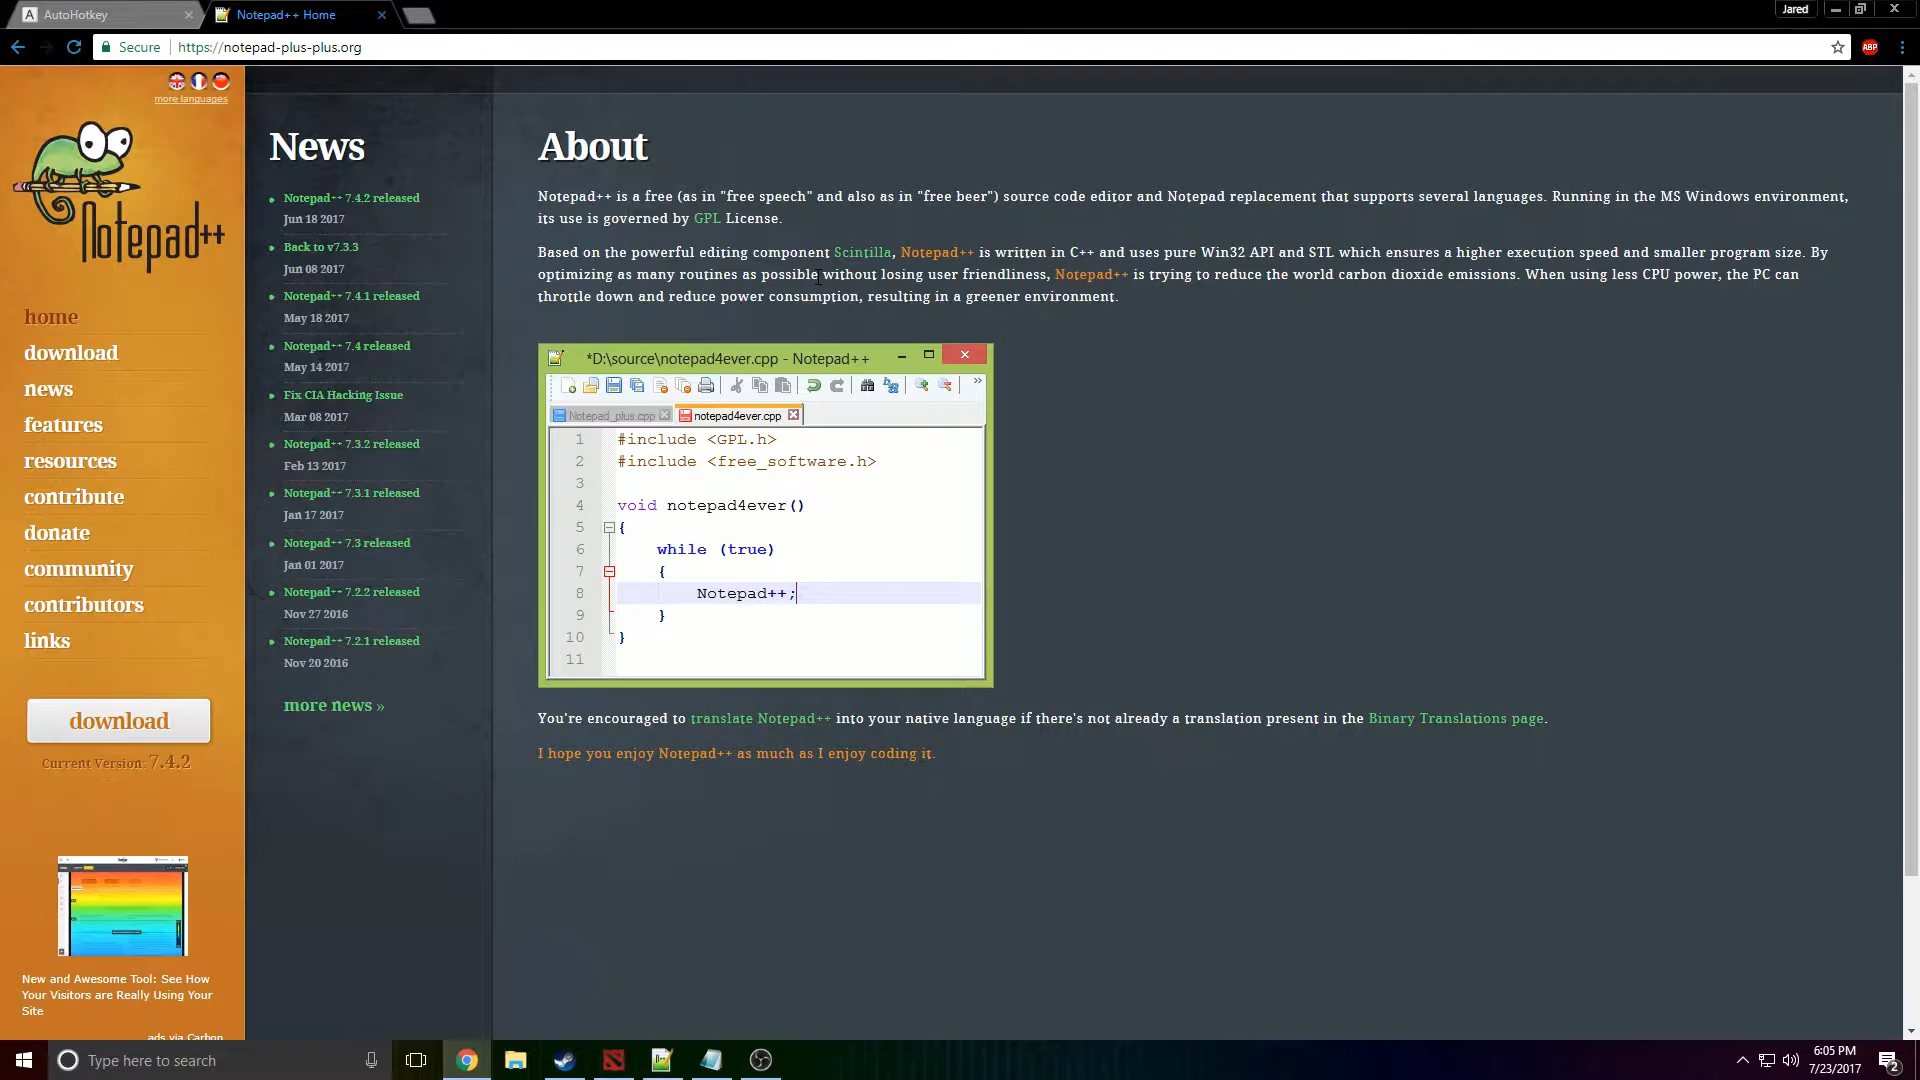 AutoHotkey
Notepad++ Home
Jared
Secure
https://notepad-plus-plus.org
ABP
more languages
Notepad++
home
download
news
features
resources
contribute
donate
community
contributors
links
download
Current Version: 7.4.2
New and Awesome Tool: See How
Your Visitors are Really Using Your
Site
ads via Carbon
News
Notepad++ 7.4.2 released
Jun 18 2017
Back to v7.3.3
Jun 08 2017
Notepad++ 7.4.1 released
May 18 2017
Notepad++ 7.4 released
May 14 2017
Fix CIA Hacking Issue
Mar 08 2017
Notepad++ 7.3.2 released
Feb 13 2017
Notepad++ 7.3.1 released
Jan 17 2017
Notepad++ 7.3 released
Jan 01 2017
Notepad++ 7.2.2 released
Nov 27 2016
Notepad++ 7.2.1 released
Nov 20 2016
more news »
About
Notepad++ is a free (as in "free speech" and also as in "free beer") source code editor and Notepad replacement that supports several languages. Running in the MS Windows environment,
its use is governed by GPL License.
Based on the powerful editing component Scintilla, Notepad++ is written in C++ and uses pure Win32 API and STL which ensures a higher execution speed and smaller program size. By
optimizing as many routines as possible without losing user friendliness, Notepad++ is trying to reduce the world carbon dioxide emissions. When using less CPU power, the PC can
throttle down and reduce power consumption, resulting in a greener environment.
*D:\source\notepad4ever.cpp - Notepad++
Notepad_plus.cpp
notepad4ever.cpp
1 #include <GPL.h>
2 #include <free_software.h>
3
4 void notepad4ever()
5 {
6 while (true)
7 {
8 Notepad++;
9 }
10 }
11
You're encouraged to translate Notepad++ into your native language if there's not already a translation present in the Binary Translations page.
I hope you enjoy Notepad++ as much as I enjoy coding it.
Type here to search
6:05 PM
7/23/2017
2